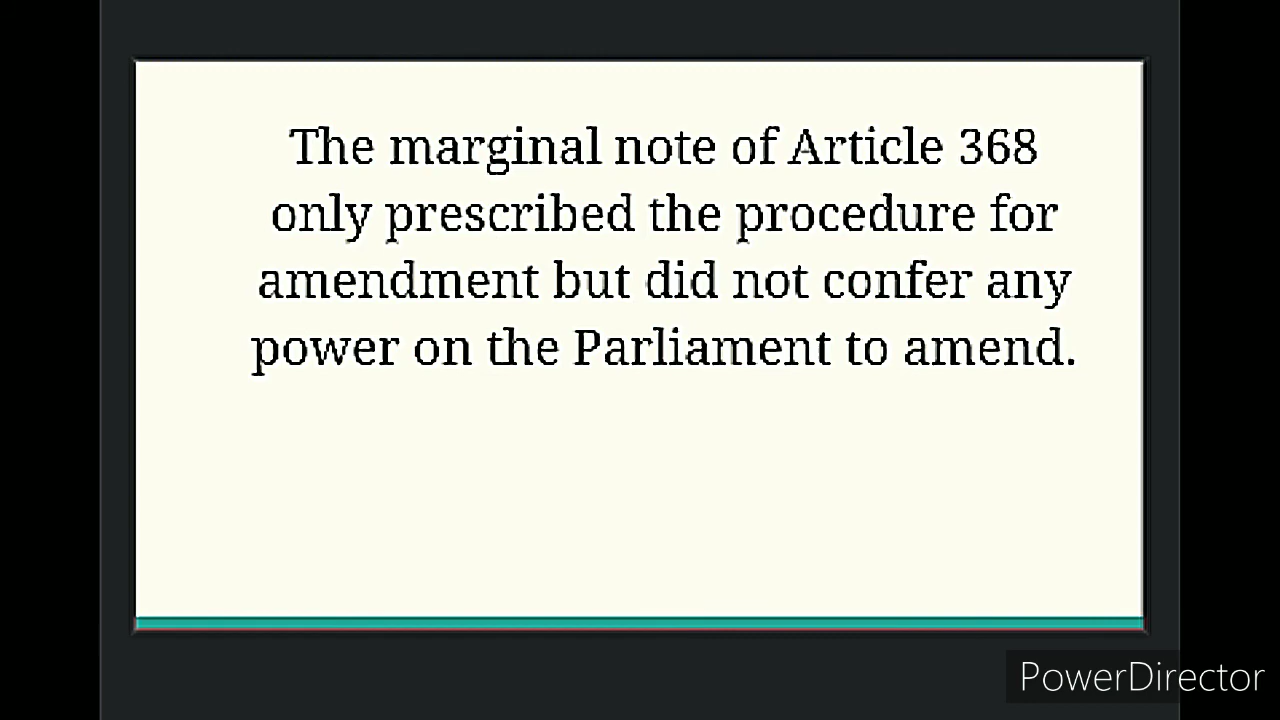 The marginal note of Article 368
only prescribed the procedure for
amendment but did not confer any
power on the Parliament to amend.
PowerDirector